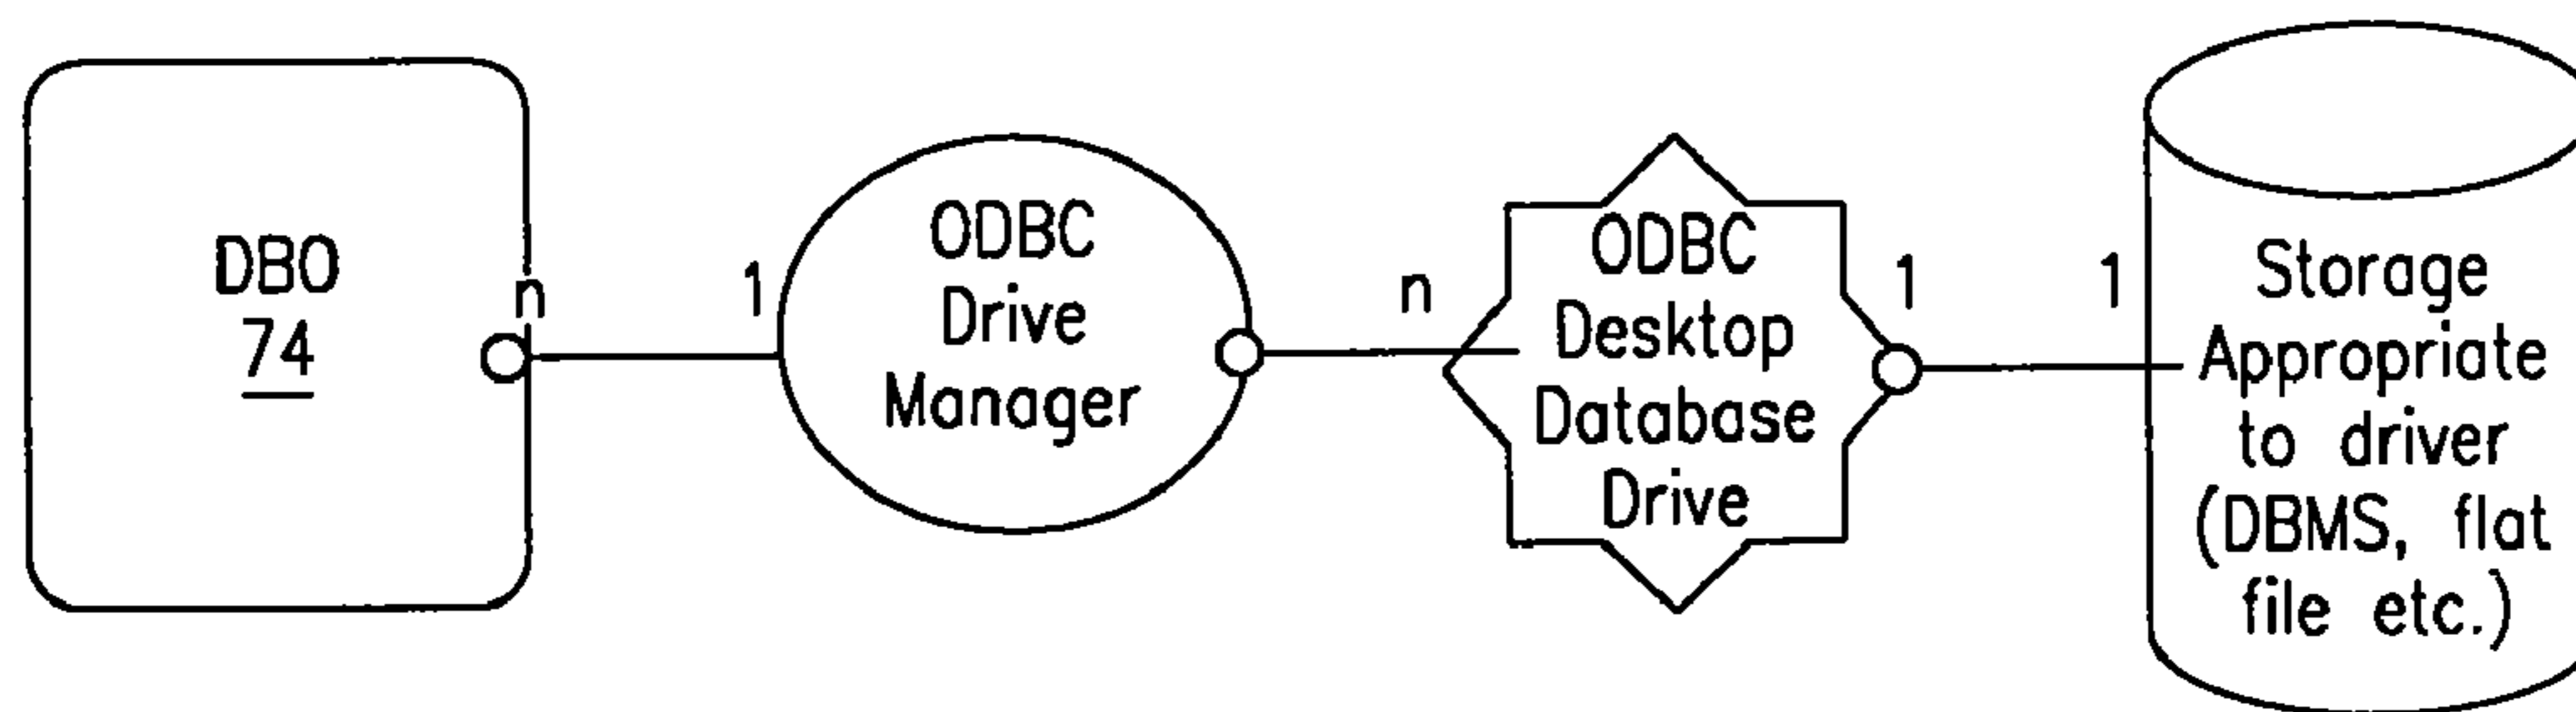 DBO
74
n
1
ODBC
Drive
Manager
n
ODBC
Desktop
Database
Drive
1
1
Storage
Appropriate
to driver
(DBMS, flat
file etc.)